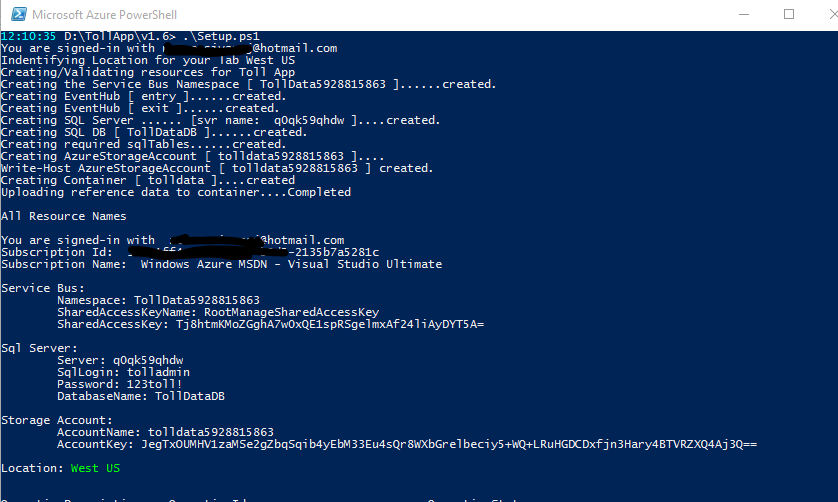 Microsoft Azure PowerShell
12:10:35 D:\TollApp\v1.6> .\Setup.ps1
You are signed-in with @hotmail.com
Indentifying Location for your Tab West US
Creating/Validating resources for Toll App
Creating the Service Bus Namespace [ TollData5928815863 ]......created.
Creating EventHub [ entry ]......created.
Creating EventHub [ exit ]......created.
Creating SQL Server ...... [svr name:  q0qk59qhdw ]....created.
Creating SQL DB [ TollDataDB ]......created.
Creating required sqlTables......created.
Creating AzureStorageAccount [ tolldata5928815863 ]....
Write-Host AzureStorageAccount [ tolldata5928815863 ] created.
Creating Container [ tolldata ]....created
Uploading reference data to container....Completed
All Resource Names
You are signed-in with @hotmail.com
Subscription Id: -2135b7a5281c
Subscription Name:  Windows Azure MSDN - Visual Studio Ultimate
Service Bus:
Namespace: TollData5928815863
SharedAccessKeyName: RootManageSharedAccessKey
SharedAccessKey: Tj8htmKMoZGghA7wOxQE1spRSgelmxAf24liAyDYT5A=
Sql Server:
Server: q0qk59qhdw
SqlLogin: tolladmin
Password: 123toll!
DatabaseName: TollDataDB
Storage Account:
AccountName: tolldata5928815863
AccountKey: JegTxOUMHV1zaMSe2gZbqSqib4yEbM33Eu4sQr8WXbGrelbeciy5+WQ+LRuHGDCDxfjn3Hary4BTVRZXQ4Aj3Q==
Location: West US